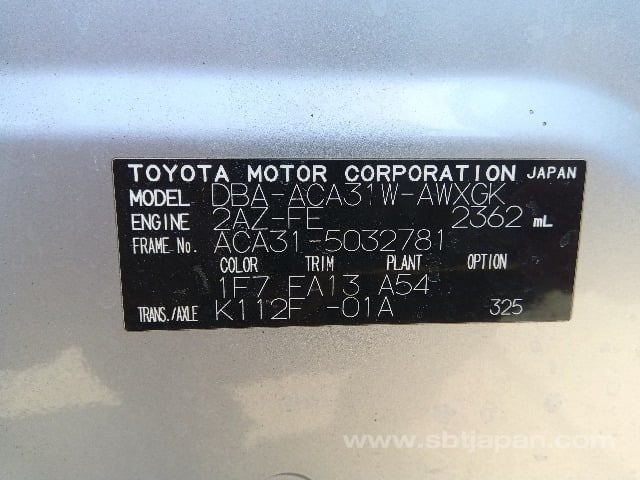 TOYOTA MOTOR CORPORATION JAPAN
MODEL DBA-ACA31W-AWXGK
ENGINE 2AZ-FE 2362 mL
FRAME No. ACA31-5032781
COLOR TRIM PLANT OPTION
1F7 FA13 A54
TRANS./AXLE K112F -01A 325
www.sbtjapan.com